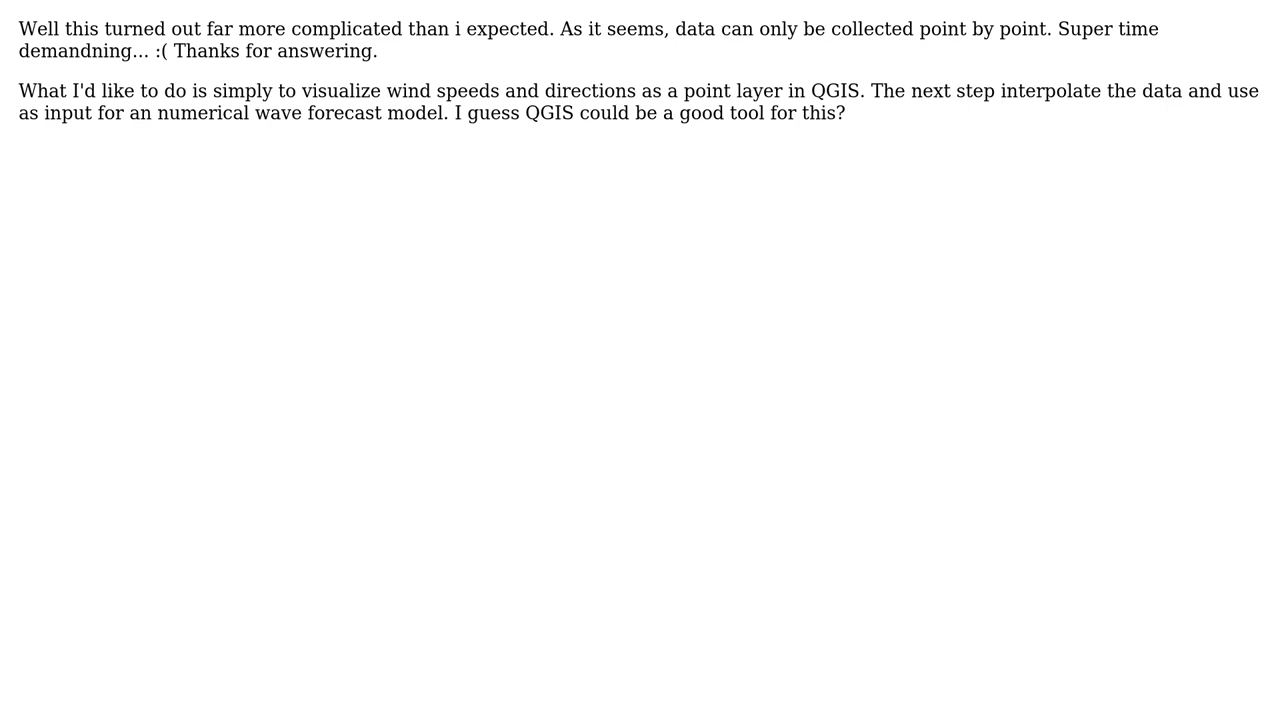 Well this turned out far more complicated than i expected. As it seems, data can only be collected point by point. Super time
demandning... :( Thanks for answering.
What I'd like to do is simply to visualize wind speeds and directions as a point layer in QGIS. The next step interpolate the data and use
as input for an numerical wave forecast model. I guess QGIS could be a good tool for this?